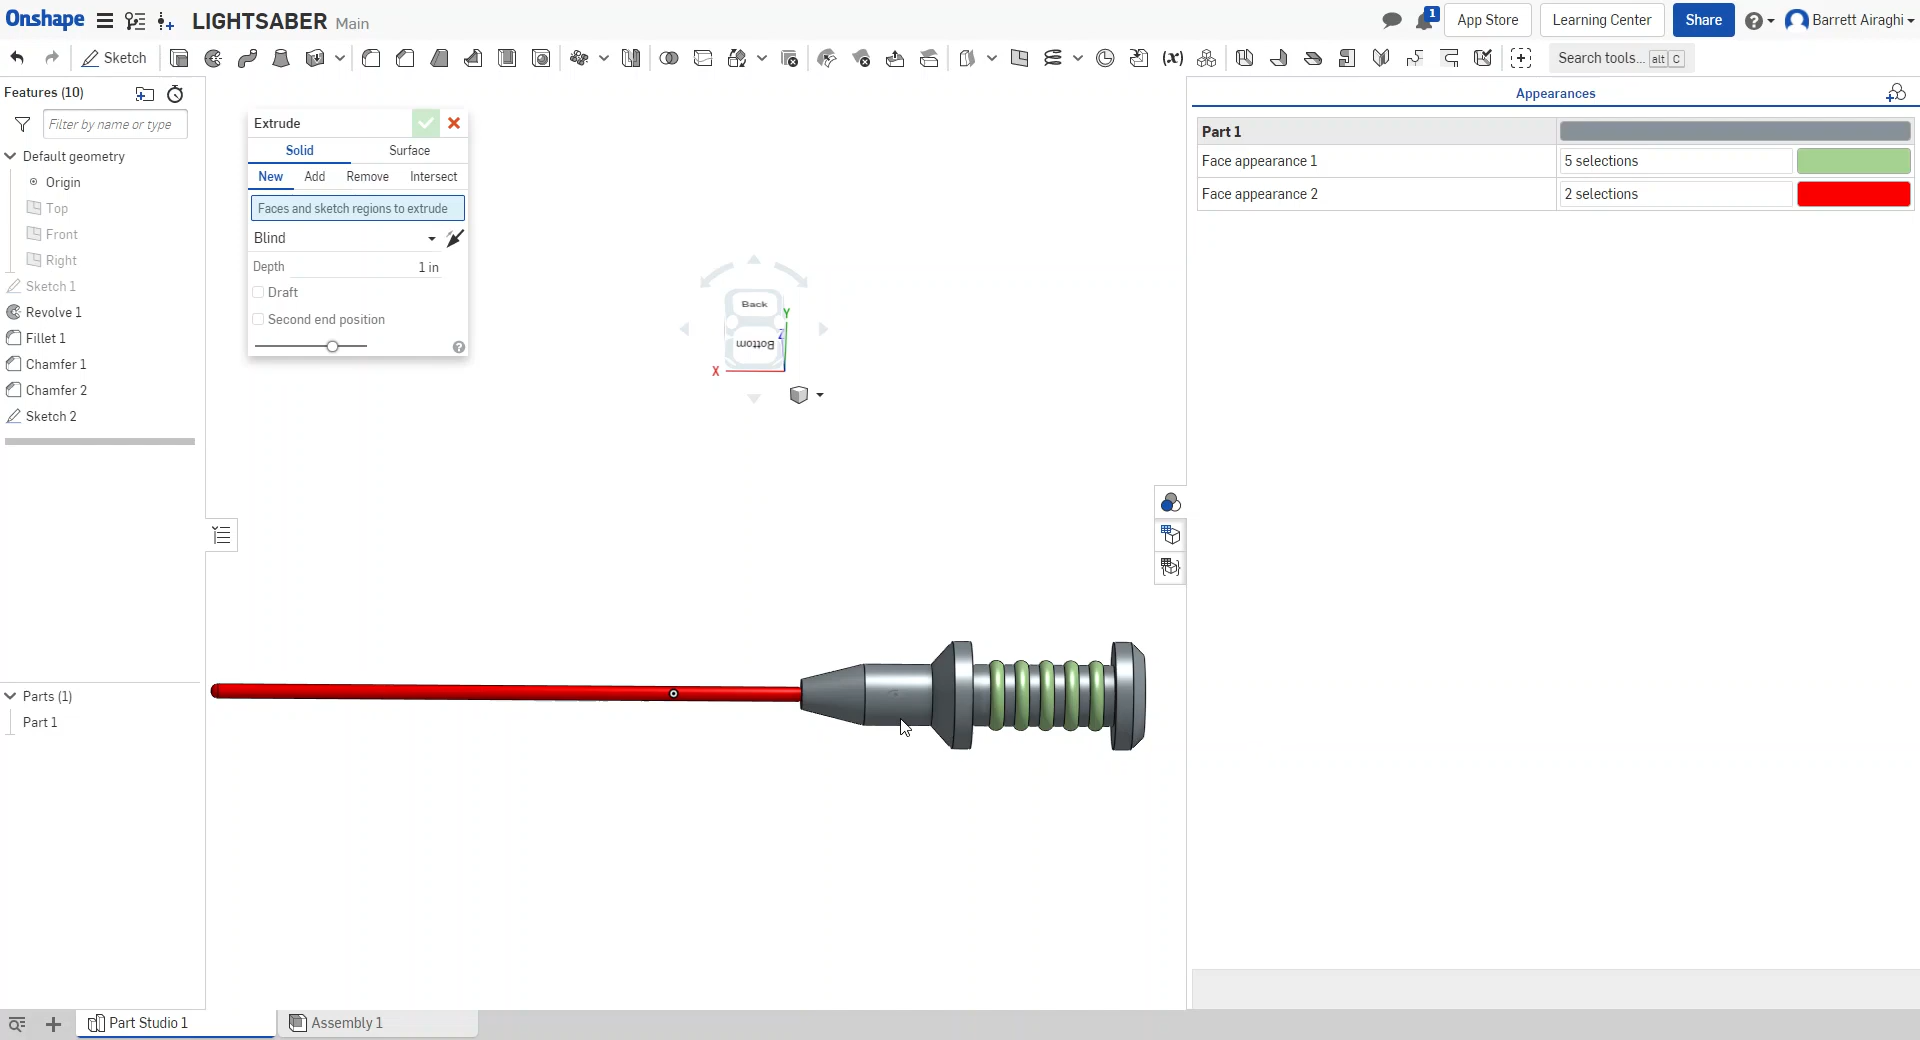 Onshape LIGHTSABER Main 1 App Store Learning Center Share Barrett Airaghi
Sketch (x) Search tools... alt C
Features (10)
Filter by name or type
Default geometry
Origin
Top
Front
Right
Sketch 1
Revolve 1
Fillet 1
Chamfer 1
Chamfer 2
Sketch 2
Parts (1)
Part 1
Extrude
Solid Surface
New Add Remove Intersect
Faces and sketch regions to extrude
Blind
Depth 1 in
Draft
Second end position
Back
Y
Z
Bottom
X
Appearances
Part 1
Face appearance 1 5 selections
Face appearance 2 2 selections
Part Studio 1 Assembly 1